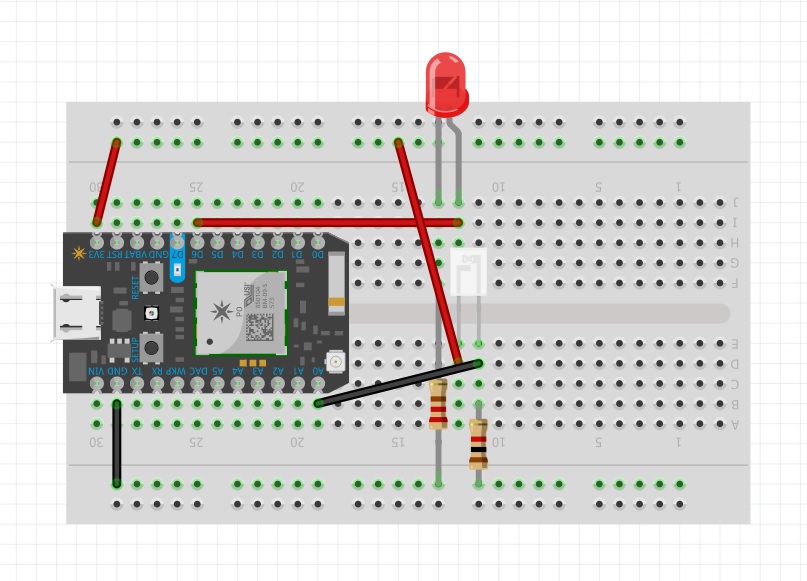 30 25 20 15 10 5 1
J
I
H
G
F
3V3 RST VBAT GND D7 D6 D5 D4 D3 D2 D1 D0
RESET
P0
SETUP
VIN GND TX RX WKP DAC A5 A4 A3 A2 A1 A0
E
D
C
B
A
30 25 20 15 10 5 1